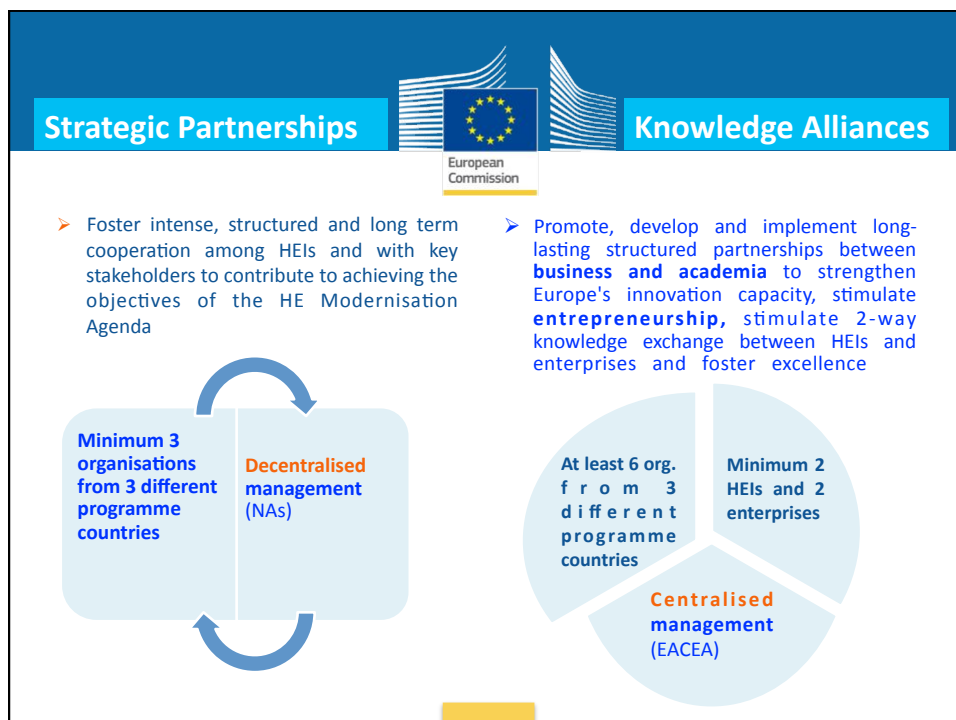 Strategic Partnerships
European
Commission
Knowledge Alliances
Foster intense, structured and long term
cooperation among HEIs and with key
stakeholders to contribute to achieving the
objectives of the HE Modernisation
Agenda
Minimum 3
organisations
from 3 different
programme
countries
Decentralised
management
(NAs)
Promote, develop and implement long-
lasting structured partnerships between
business and academia to strengthen
Europe's innovation capacity, stimulate
entrepreneurship, stimulate 2-way
knowledge exchange between HEIs and
enterprises and foster excellence
At least 6 org.
from 3
different
programme
countries
Minimum 2
HEIs and 2
enterprises
Centralised
management
(EACEA)